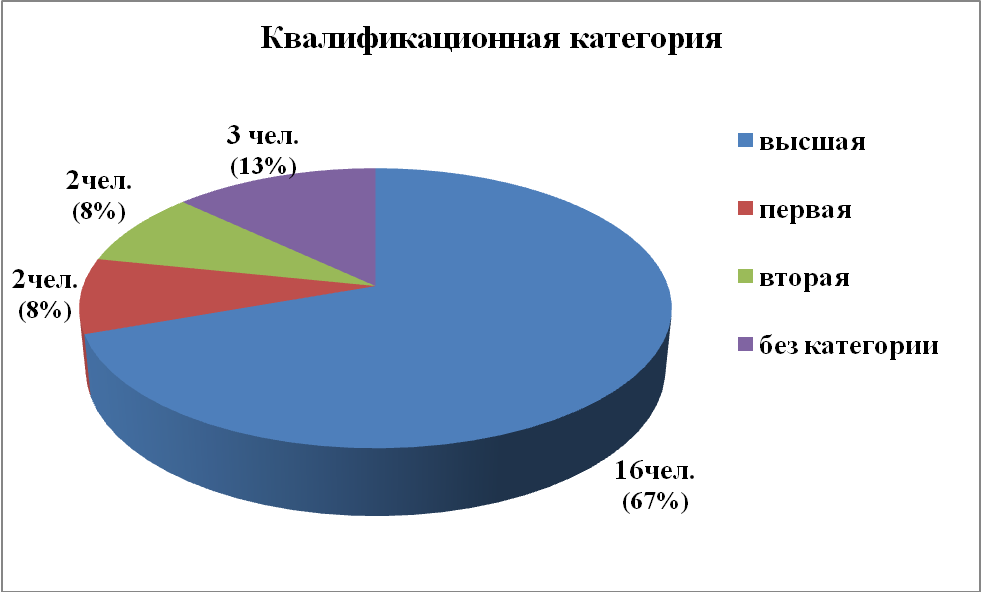 Квалификационная категория
3 чел.
(13%)
2чел.
(8%)
2чел.
(8%)
16чел.
(67%)
высшая
первая
вторая
без категории